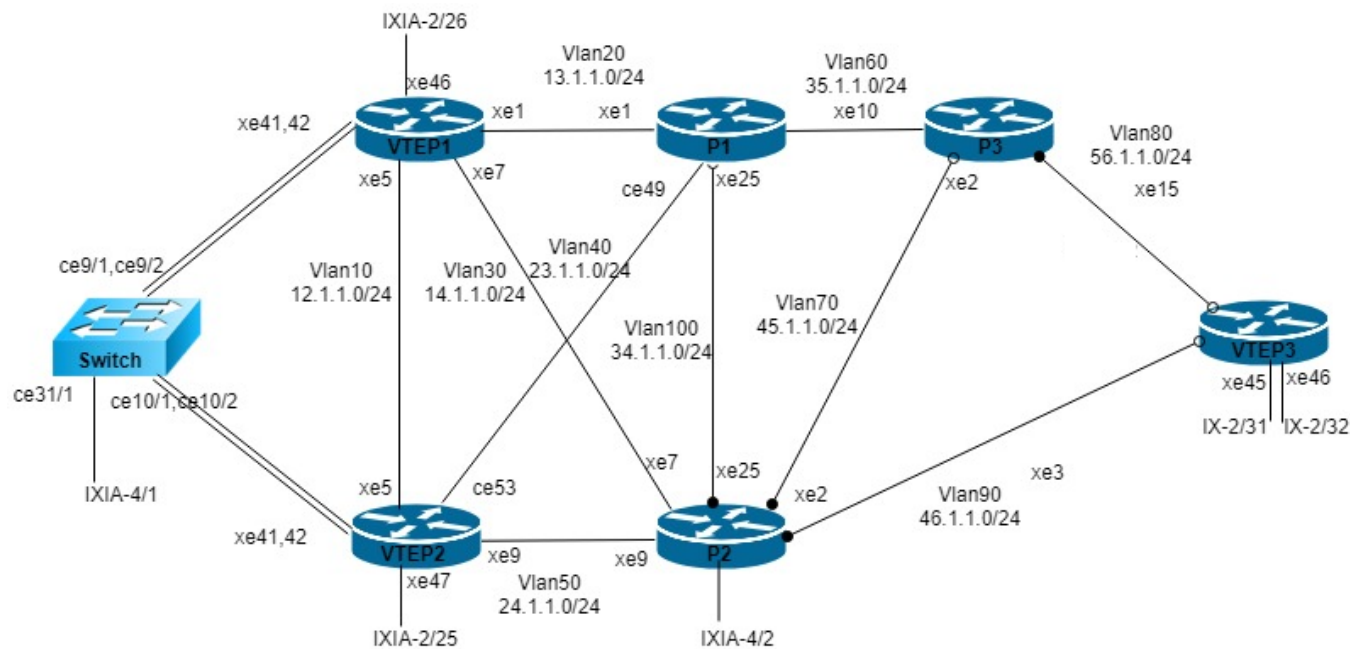 IXIA-2/26
Vlan20
13.1.1.0/24
Vlan60
35.1.1.0/24
xe46
xe41,42
xe1
xe1
xe10
VTEP1
P1
P3
Vlan80
56.1.1.0/24
xe5
xe7
ce49
xe25
xe2
xe15
ce9/1,ce9/2
Vlan10
12.1.1.0/24
Vlan30
14.1.1.0/24
Vlan40
23.1.1.0/24
Vlan100
34.1.1.0/24
Vlan70
45.1.1.0/24
Switch
VTEP3
ce31/1
ce10/1,ce10/2
xe45
xe46
IX-2/31
IX-2/32
IXIA-4/1
xe5
ce53
xe7
xe25
xe2
xe3
Vlan90
46.1.1.0/24
xe41,42
VTEP2
xe9
xe9
P2
xe47
Vlan50
24.1.1.0/24
IXIA-2/25
IXIA-4/2